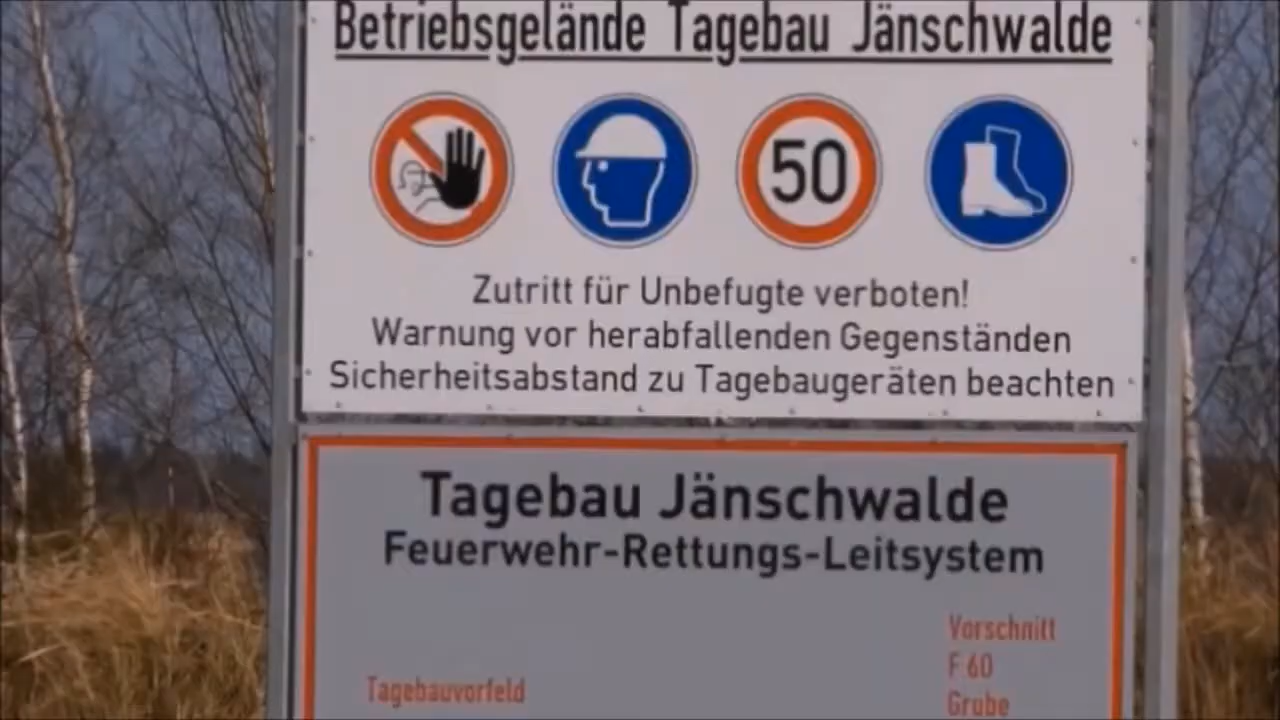 Betriebsgelände Tagebau Jänschwalde
50
Zutritt für Unbefugte verboten!
Warnung vor herabfallenden Gegenständen
Sicherheitsabstand zu Tagebaugeräten beachten
Tagebau Jänschwalde
Feuerwehr-Rettungs-Leitsystem
Vorschnitt
F 60
Tagebauvorfeld
Grube